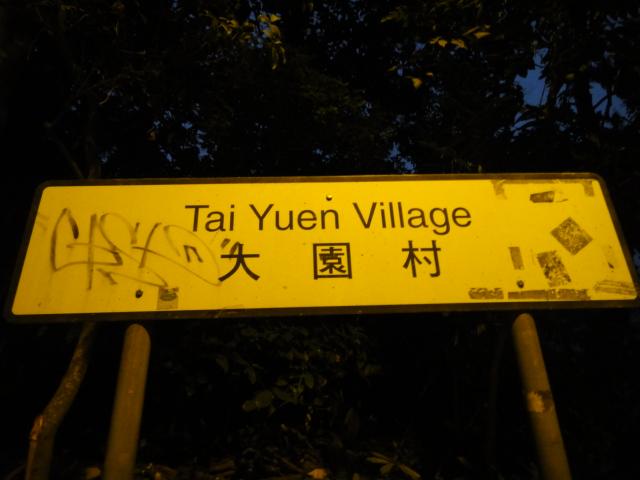 Tai Yuen Village
大園村